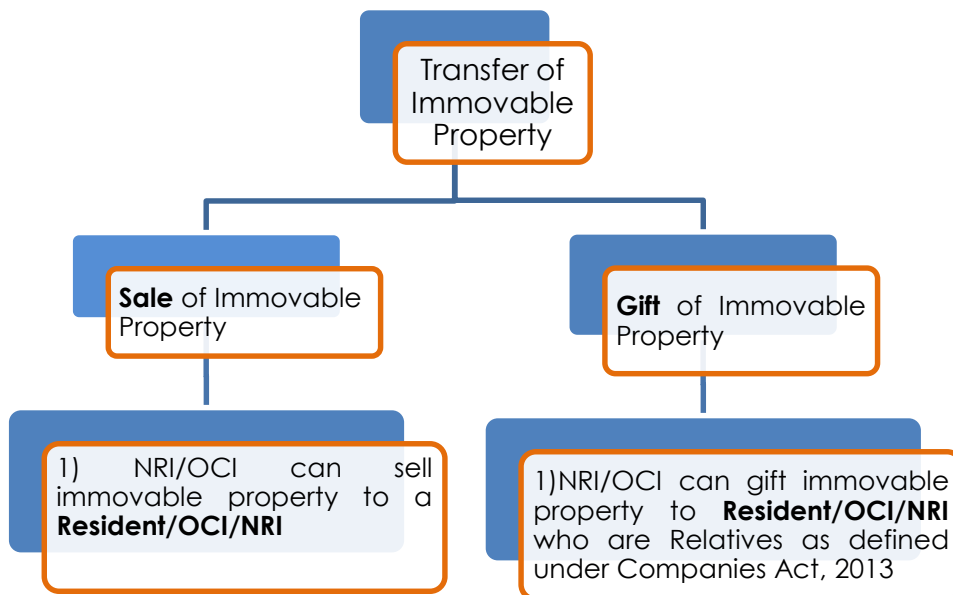 Transfer of
Immovable
Property
Sale of Immovable
Property
Gift of Immovable
Property
1) NRI/OCI can sell
immovable property to a
Resident/OCI/NRI
1)NRI/OCI can gift immovable
property to Resident/OCI/NRI
who are Relatives as defined
under Companies Act, 2013